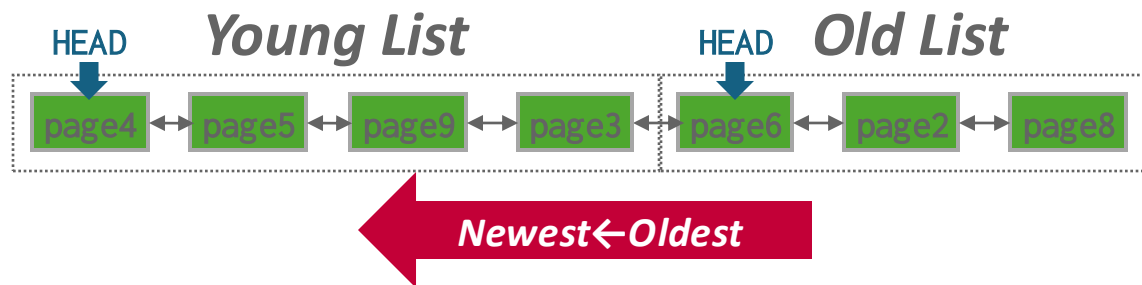 Young List
Old List
HEAD
HEAD
page4
page5
page9
page3
page6
page2
page8
Newest←Oldest